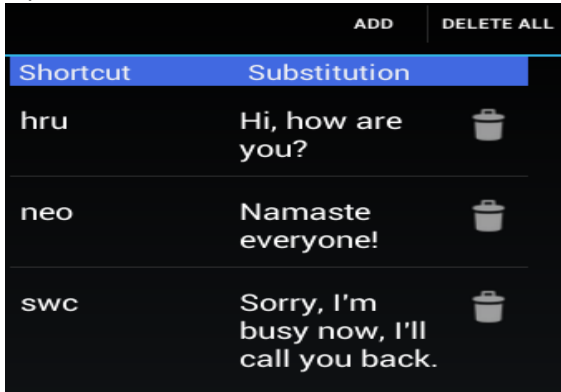 ADD DELETE ALL
Shortcut Substitution
hru Hi, how are
you?
neo Namaste
everyone!
swc Sorry, I'm
busy now, I'll
call you back.